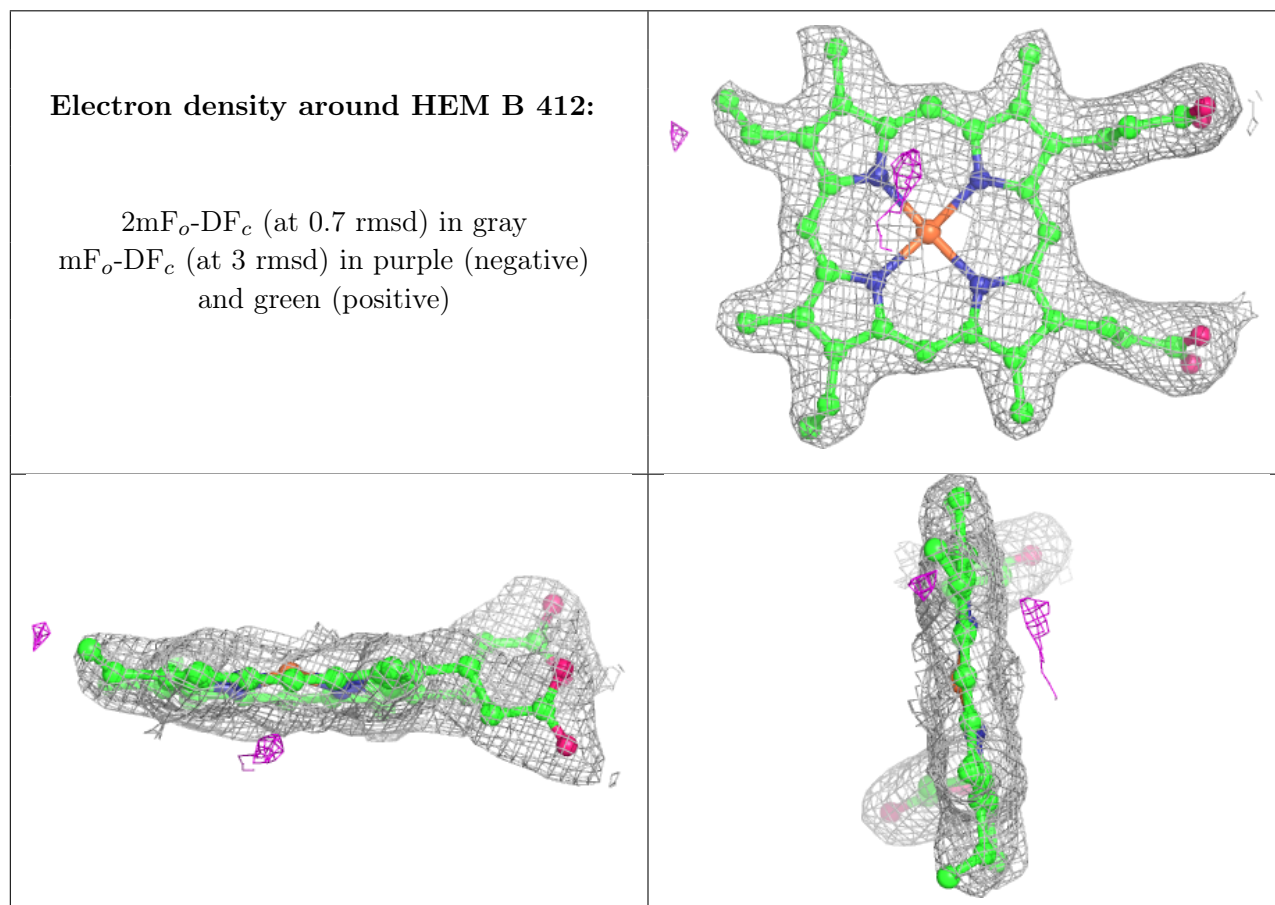 Electron density around HEM B 412:
2mFₒ-DF𝒸 (at 0.7 rmsd) in gray
mFₒ-DF𝒸 (at 3 rmsd) in purple (negative)
and green (positive)